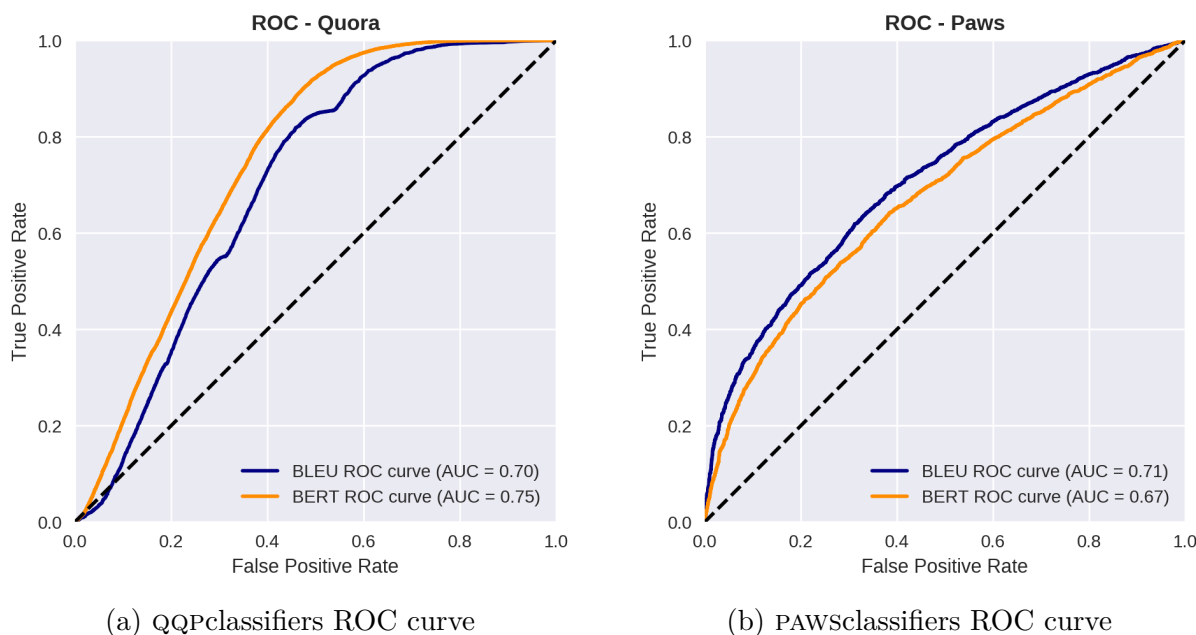 ROC - Quora
1.0
0.8
0.6
0.4
0.2
0.0
True Positive Rate
BLEU ROC curve (AUC = 0.70)
BERT ROC curve (AUC = 0.75)
0.0 0.2 0.4 0.6 0.8 1.0
False Positive Rate
(a) QQPclassifiers ROC curve
ROC - Paws
1.0
0.8
0.6
0.4
0.2
0.0
True Positive Rate
BLEU ROC curve (AUC = 0.71)
BERT ROC curve (AUC = 0.67)
0.0 0.2 0.4 0.6 0.8 1.0
False Positive Rate
(b) PAWSclassifiers ROC curve